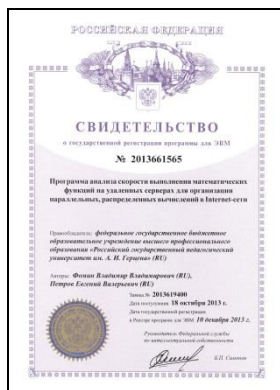 РОССИЙСКАЯ ФЕДЕРАЦИЯ
СВИДЕТЕЛЬСТВО
о государственной регистрации программы для ЭВМ
№ 2013661565
Программа анализа скорости выполнения математических
функций на удаленных серверах для организации
параллельных, распределенных вычислений в Internet-сети
Правообладатель: федеральное государственное бюджетное
образовательное учреждение высшего профессионального
образования «Российский государственный педагогический
университет им. А. И. Герцена» (RU)
Авторы: Фомин Владимир Владимирович (RU),
Петров Евгений Валерьевич (RU)
Заявка № 2013619400
Дата поступления 18 октября 2013 г.
Дата государственной регистрации
в Реестре программ для ЭВМ 10 декабря 2013 г.
Руководитель Федеральной службы
по интеллектуальной собственности
Б.П. Симонов